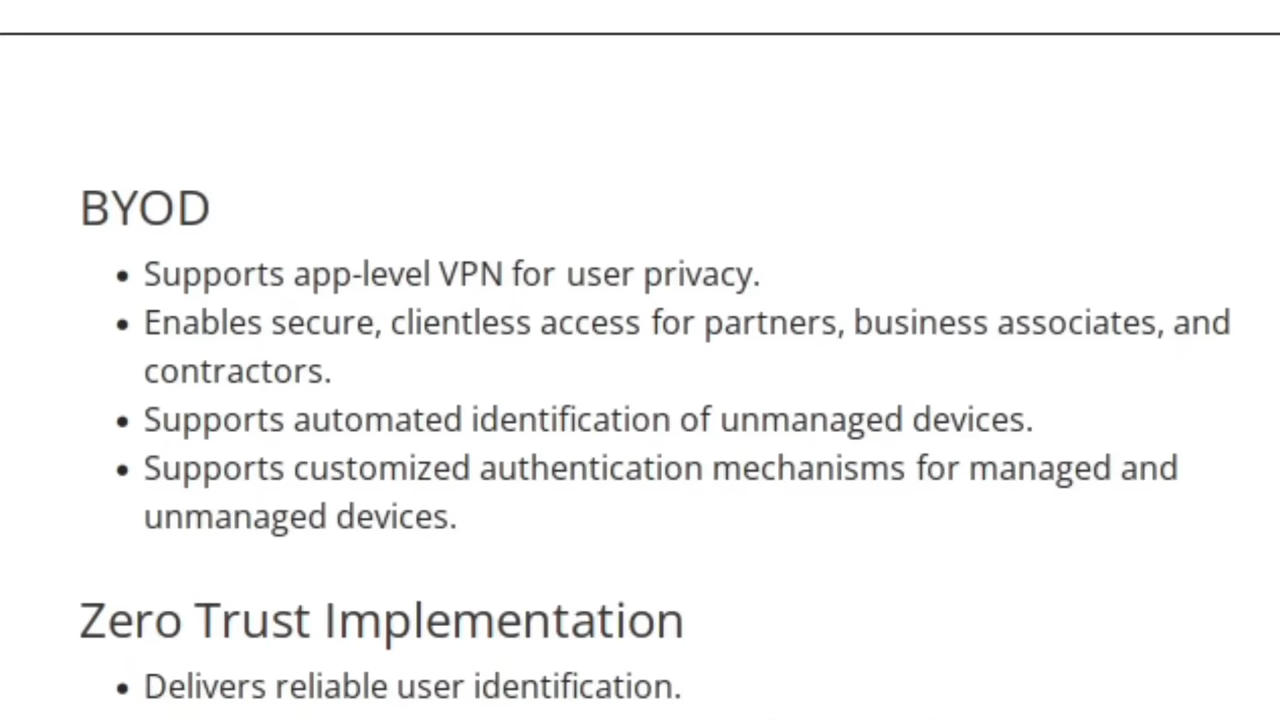 BYOD
• Supports app-level VPN for user privacy.
• Enables secure, clientless access for partners, business associates, and
contractors.
• Supports automated identification of unmanaged devices.
• Supports customized authentication mechanisms for managed and
unmanaged devices.
Zero Trust Implementation
• Delivers reliable user identification.